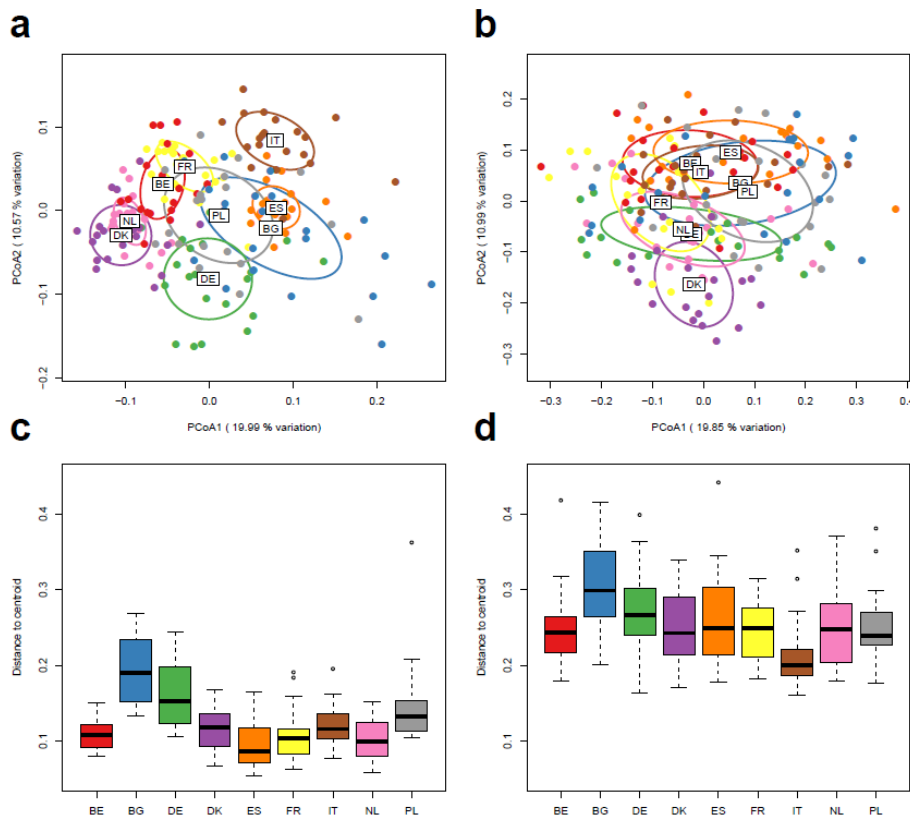 a
b
PCoA2 ( 10.57 % variation)
0.1
0.0
−0.1
−0.2
IT
FR
BE
PL
ES
BG
NL
DK
DE
−0.1
0.0
0.1
0.2
PCoA1 ( 19.99 % variation)
PCoA2 ( 10.99 % variation)
0.2
0.1
0.0
−0.1
−0.2
−0.3
ES
BE
IT
BG
PL
FR
NL
DE
DK
−0.3
−0.2
−0.1
0.0
0.1
0.2
0.3
0.4
PCoA1 ( 19.85 % variation)
c
d
Distance to centroid
0.4
0.3
0.2
0.1
BE
BG
DE
DK
ES
FR
IT
NL
PL
Distance to centroid
0.4
0.3
0.2
0.1
BE
BG
DE
DK
ES
FR
IT
NL
PL